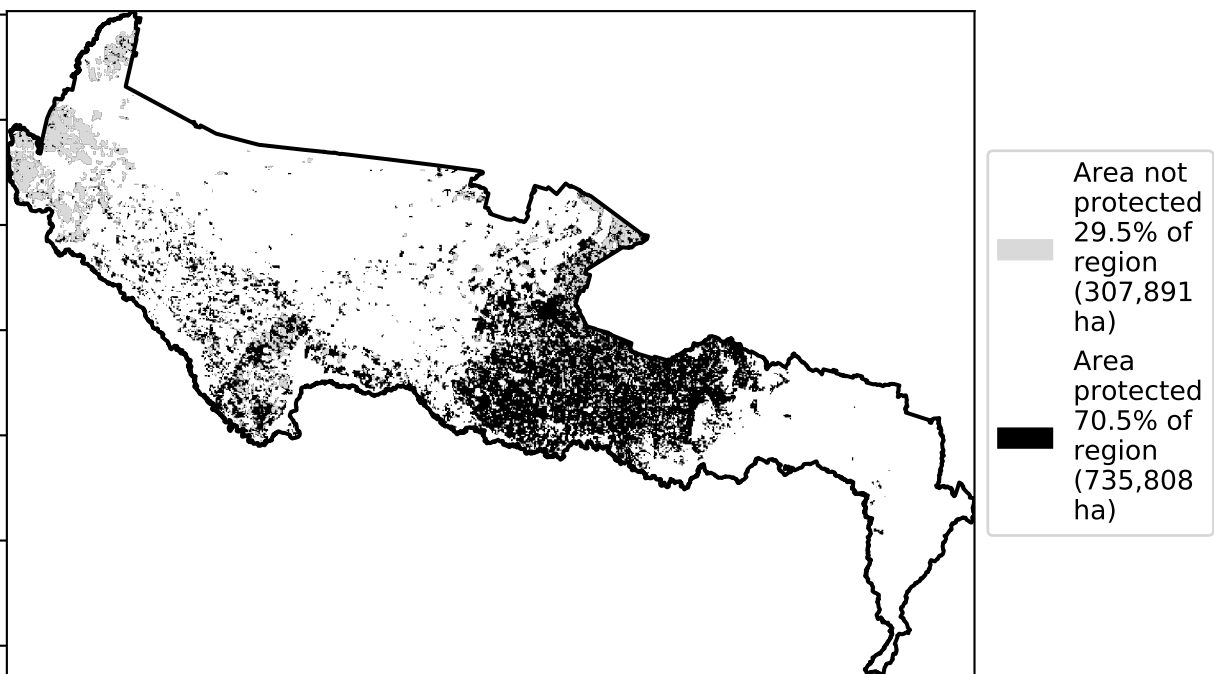 Area not
protected
29.5% of
region
(307,891
ha)
Area
protected
70.5% of
region
(735,808
ha)